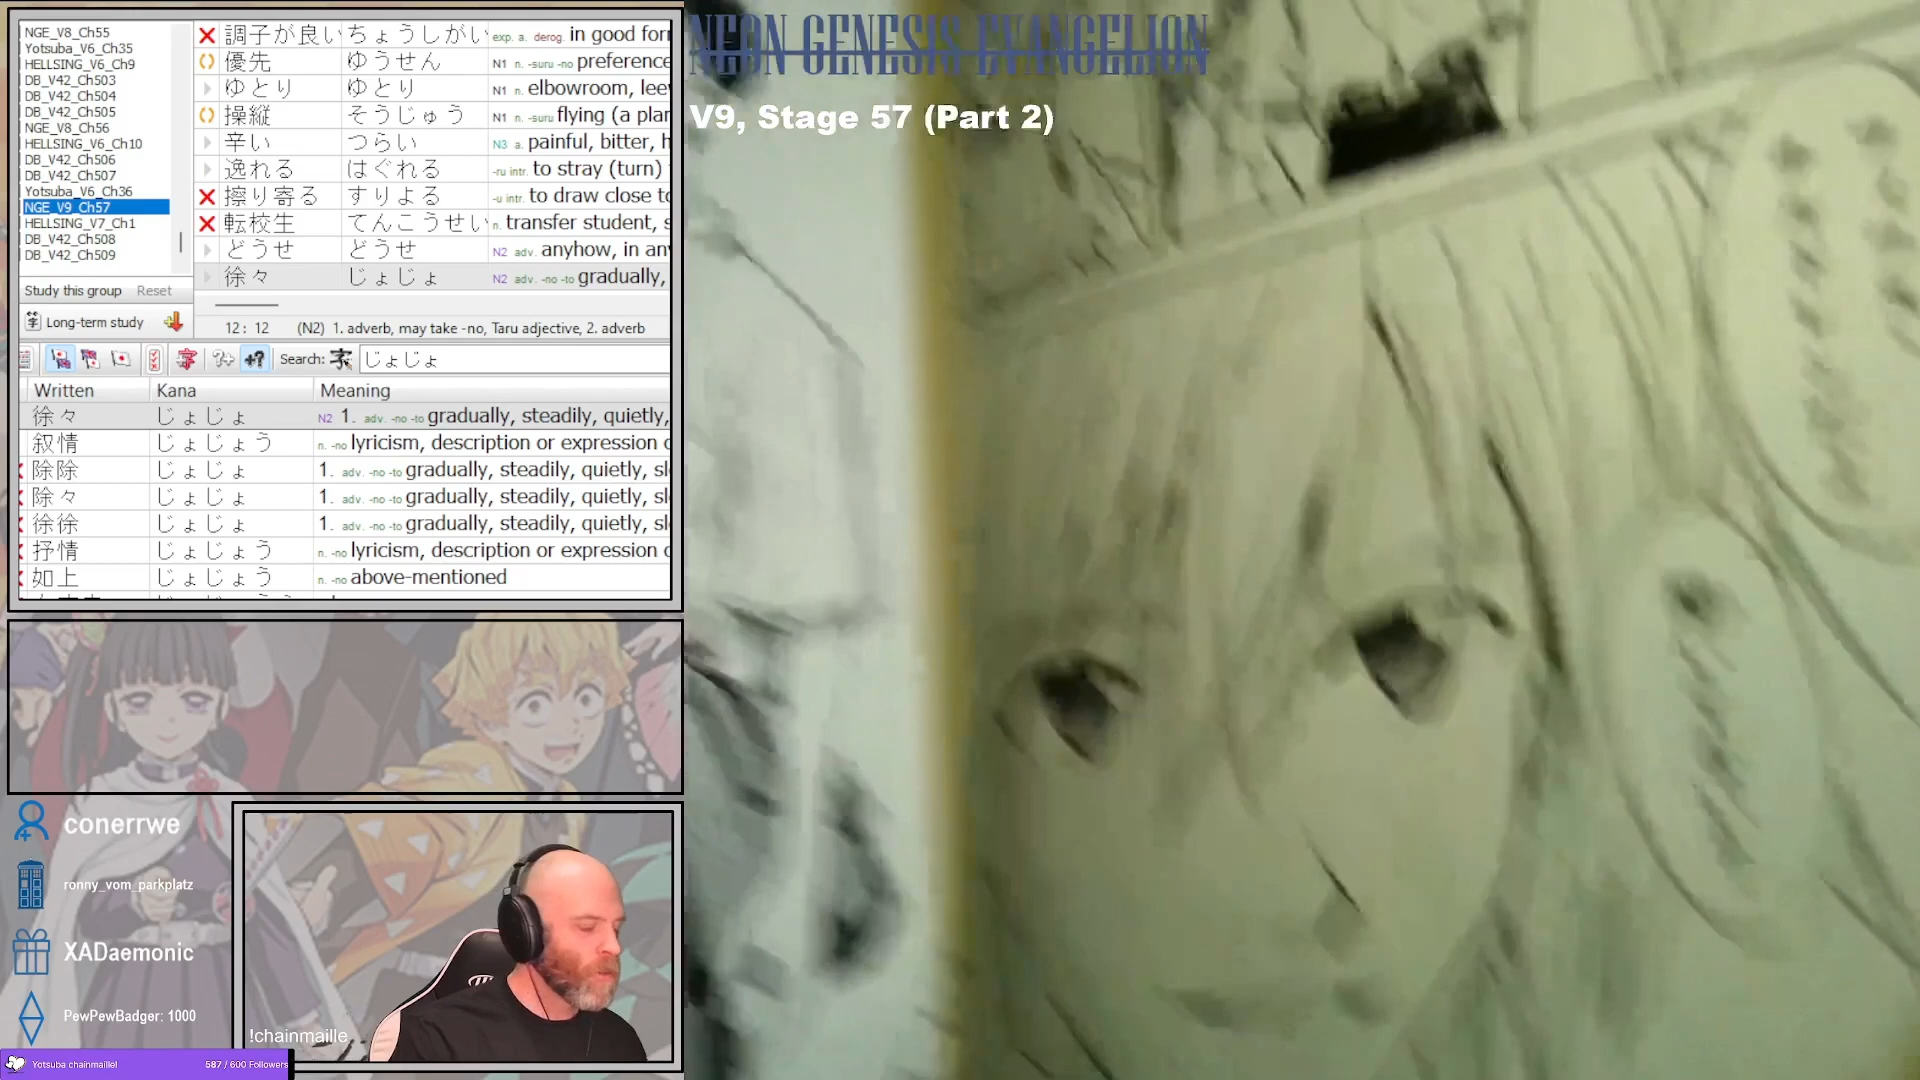 NGE_V8_Ch55
Yotsuba_V6_Ch35
HELLSING_V6_Ch9
DB_V42_Ch503
DB_V42_Ch504
DB_V42_Ch505
NGE_V8_Ch56
HELLSING_V6_Ch10
DB_V42_Ch506
DB_V42_Ch507
Yotsuba_V6_Ch36
NGE_V9_Ch57
HELLSING_V7_Ch1
DB_V42_Ch508
DB_V42_Ch509
Study this group Reset
Long-term study
調子が良い ちょうしがい exp. a. derog. in good for
優先 ゆうせん N1 n. -suru -no preference
ゆとり ゆとり N1 n. elbowroom, lee
操縦 そうじゅう N1 n. -suru flying (a plan
辛い つらい N3 a. painful, bitter, h
逸れる はぐれる -ru intr. to stray (turn)
擦り寄る すりよる -u intr. to draw close to
転校生 てんこうせい n. transfer student, s
どうせ どうせ N2 adv. anyhow, in any
徐々 じょじょ N2 adv. -no -to gradually,
12: 12 (N2) 1. adverb, may take -no, Taru adjective, 2. adverb
Search: じょじょ
Written Kana Meaning
徐々 じょじょ N2 1. adv. -no -to gradually, steadily, quietly,
叙情 じょじょう n. -no lyricism, description or expression o
除除 じょじょ 1. adv. -no -to gradually, steadily, quietly, sl
除々 じょじょ 1. adv. -no -to gradually, steadily, quietly, sl
徐徐 じょじょ 1. adv. -no -to gradually, steadily, quietly, sl
抒情 じょじょう n. -no lyricism, description or expression o
如上 じょじょう n. -no above-mentioned
NEON GENESIS EVANGELION
V9, Stage 57 (Part 2)
conerrwe
ronny_vom_parkplatz
XADaemonic
PewPewBadger: 1000
!chainmaille
Yotsuba chainmaille! 587 / 600 Followers